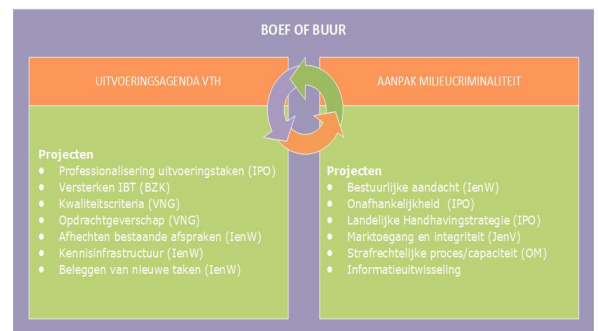 BOEF OF BUUR
UITVOERINGSAGENDA VTH
Projecten
• Professionalisering uitvoeringstaken (IPO)
• Versterken IBT (BZK)
• Kwaliteitscriteria (VNG)
• Opdrachtgeverschap (VNG)
• Afhechten bestaande afspraken (IenW)
• Kennisinfrastructuur (IenW)
• Beleggen van nieuwe taken (IenW)
AANPAK MILIEUCRIMINALITEIT
Projecten
• Bestuurlijke aandacht (IenW)
• Onafhankelijkheid (IPO)
• Landelijke Handhavingstrategie (IPO)
• Marktoegang en integriteit (JenV)
• Strafrechtelijke proces/capaciteit (OM)
• Informatieuitwisseling